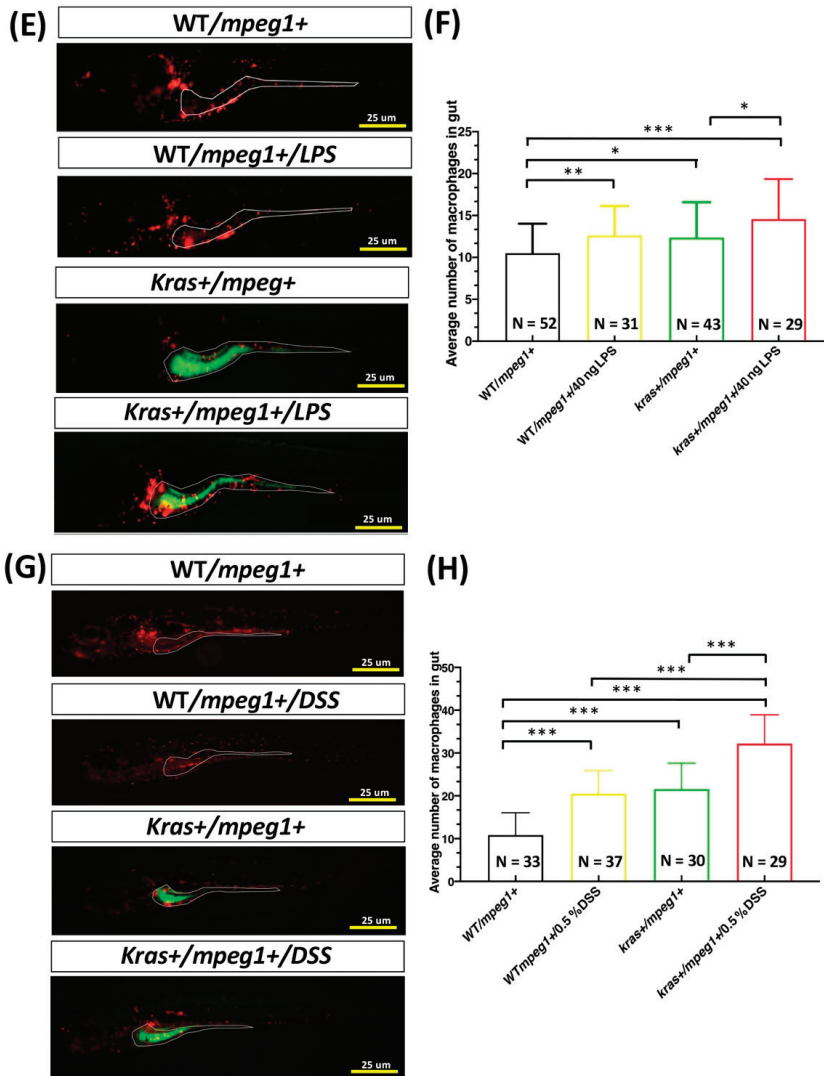 (E)
WT/mpeg1+
25 um
WT/mpeg1+/LPS
25 um
Kras+/mpeg+
25 um
Kras+/mpeg1+/LPS
25 um
(F)
Average number of macrophages in gut
25
20
15
10
5
0
***
*
*
**
N = 52
N = 31
N = 43
N = 29
WT/mpeg1+
WT/mpeg1+/40 ng LPS
kras+/mpeg1+
kras+/mpeg1+/40 ng LPS
(G)
WT/mpeg1+
25 um
WT/mpeg1+/DSS
25 um
Kras+/mpeg1+
25 um
Kras+/mpeg1+/DSS
25 um
(H)
Average number of macrophages in gut
50
40
30
20
10
0
***
***
***
***
***
N = 33
N = 37
N = 30
N = 29
WT/mpeg1+
WTmpeg1+/0.5 %DSS
kras+/mpeg1+
kras+/mpeg1+/0.5 %DSS